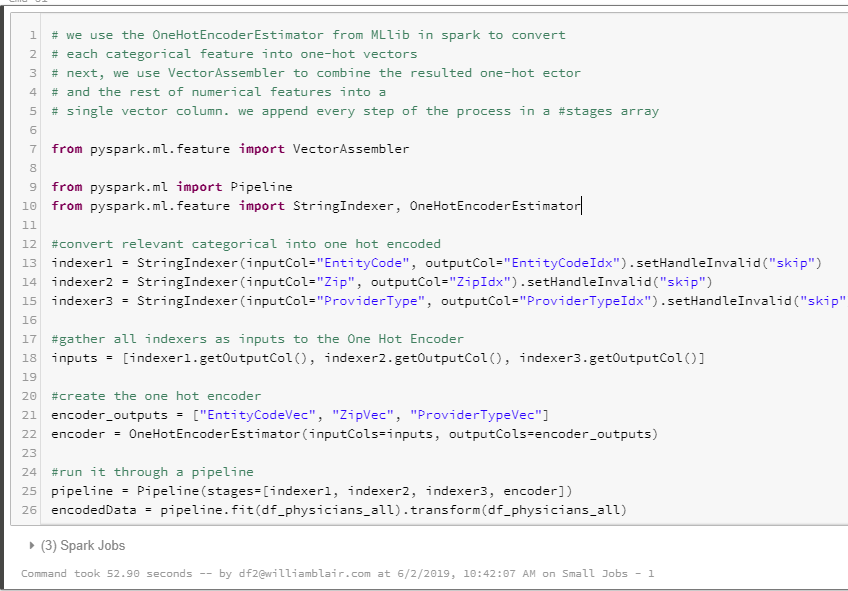 1 # we use the OneHotEncoderEstimator from MLlib in spark to convert
2 # each categorical feature into one-hot vectors
3 # next, we use VectorAssembler to combine the resulted one-hot ector
4 # and the rest of numerical features into a
5 # single vector column. we append every step of the process in a #stages array
6
7 from pyspark.ml.feature import VectorAssembler
8
9 from pyspark.ml import Pipeline
10 from pyspark.ml.feature import StringIndexer, OneHotEncoderEstimator
11
12 #convert relevant categorical into one hot encoded
13 indexer1 = StringIndexer(inputCol="EntityCode", outputCol="EntityCodeIdx").setHandleInvalid("skip")
14 indexer2 = StringIndexer(inputCol="Zip", outputCol="ZipIdx").setHandleInvalid("skip")
15 indexer3 = StringIndexer(inputCol="ProviderType", outputCol="ProviderTypeIdx").setHandleInvalid("skip"
16
17 #gather all indexers as inputs to the One Hot Encoder
18 inputs = [indexer1.getOutputCol(), indexer2.getOutputCol(), indexer3.getOutputCol()]
19
20 #create the one hot encoder
21 encoder_outputs = ["EntityCodeVec", "ZipVec", "ProviderTypeVec"]
22 encoder = OneHotEncoderEstimator(inputCols=inputs, outputCols=encoder_outputs)
23
24 #run it through a pipeline
25 pipeline = Pipeline(stages=[indexer1, indexer2, indexer3, encoder])
26 encodedData = pipeline.fit(df_physicians_all).transform(df_physicians_all)
(3) Spark Jobs
Command took 52.90 seconds -- by df2@williamblair.com at 6/2/2019, 10:42:07 AM on Small Jobs - 1